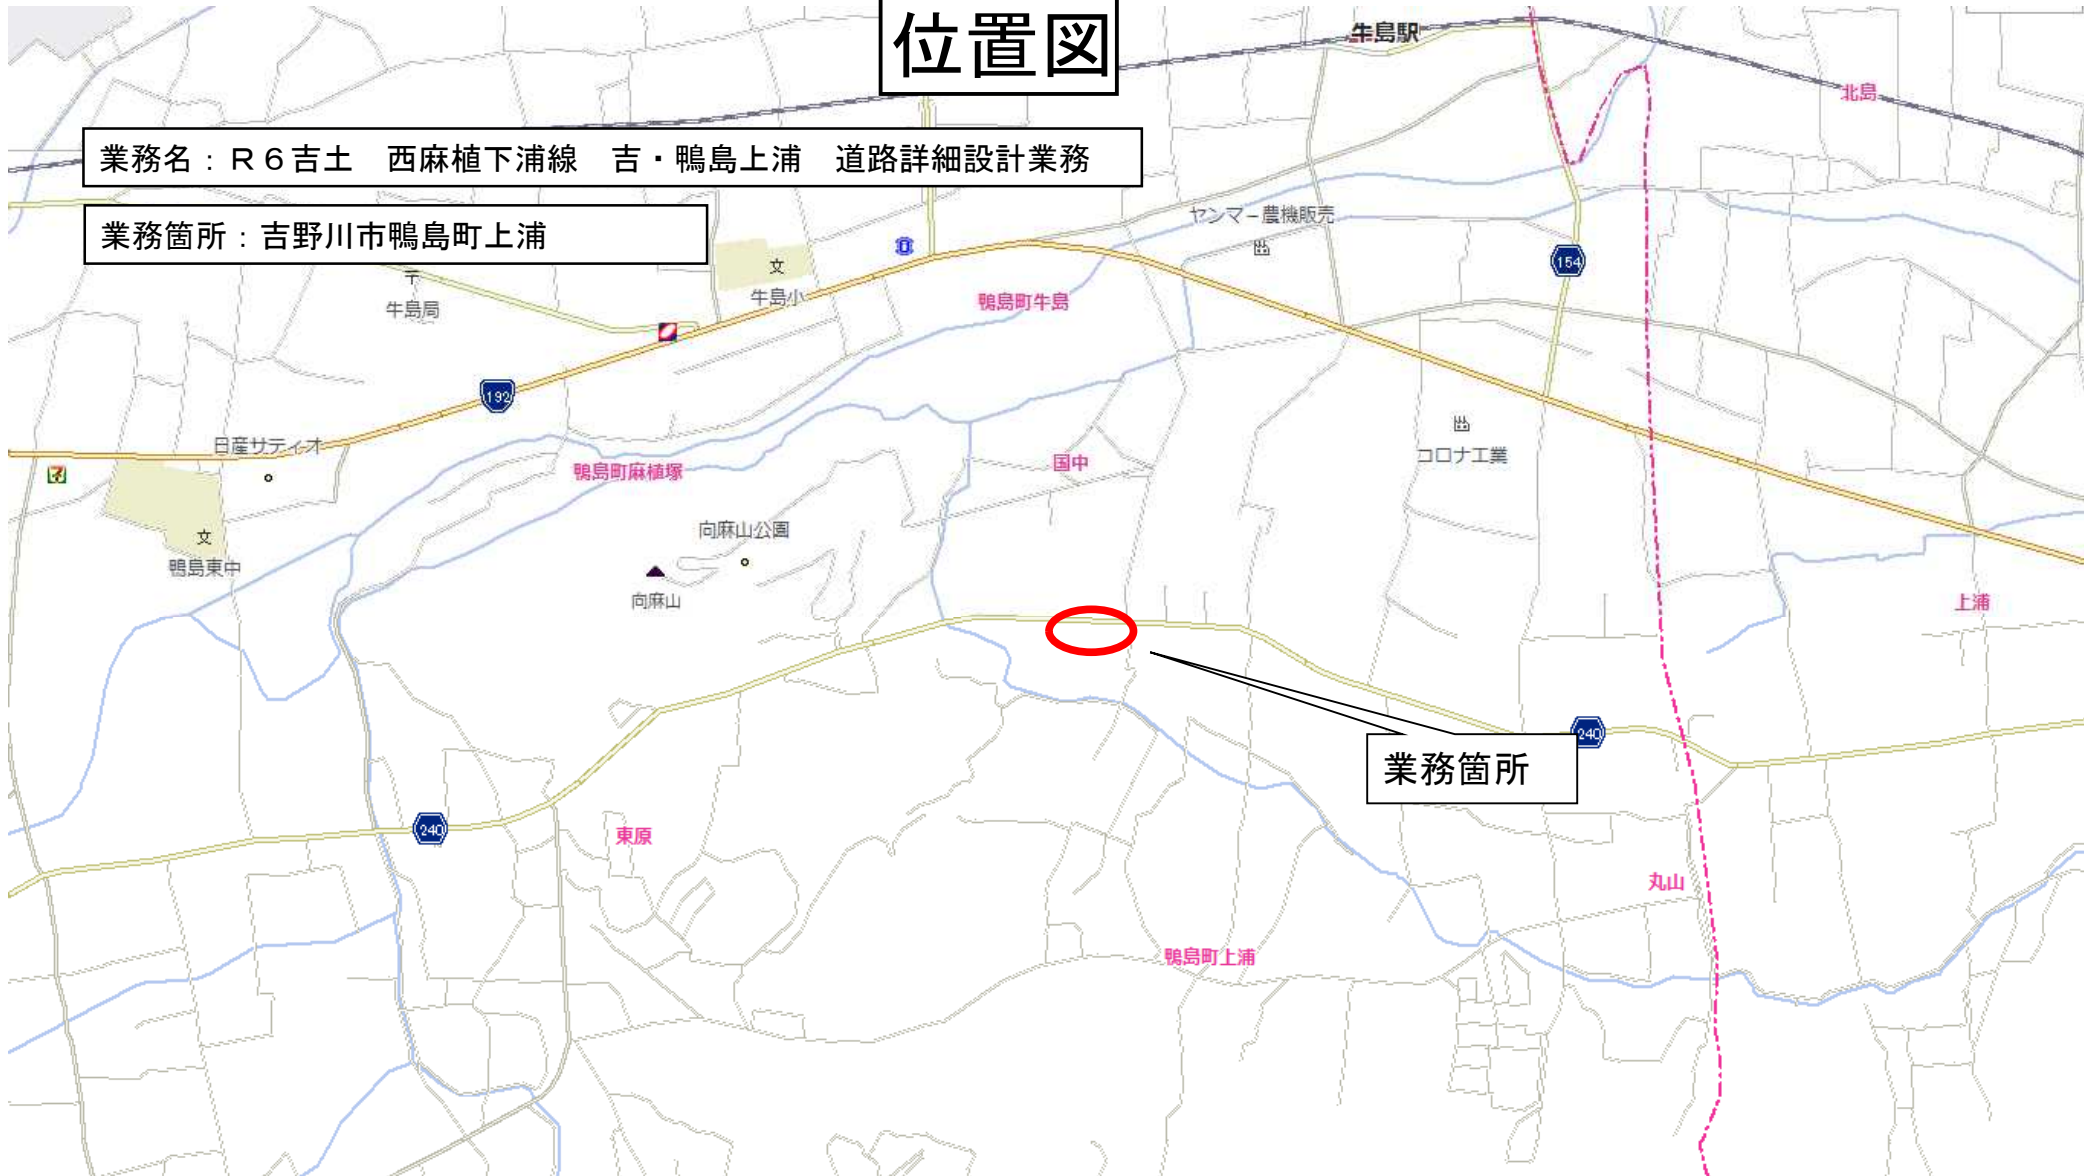 位置図
牛島駅
北島
業務名：Ｒ６吉土　西麻植下浦線　吉・鴨島上浦　道路詳細設計業務
業務箇所：吉野川市鴨島町上浦
ヤンマー農機販売
154
文
牛島小
牛島局
鴨島町牛島
192
日産サティオ
鴨島町麻植塚
国中
コロナ工業
文
鴨島東中
向麻山公園
向麻山
上浦
240
業務箇所
240
東原
丸山
鴨島町上浦